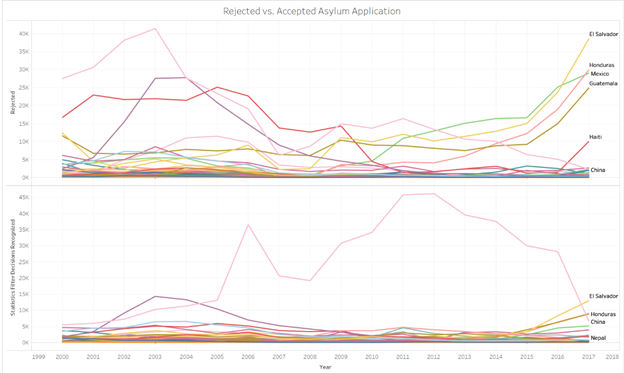 Rejected vs. Accepted Asylum Application
40K
35K
30K
25K
20K
15K
10K
5K
0K
Rejected
El Salvador
Honduras
Mexico
Guatemala
Haiti
China
45K
40K
35K
30K
25K
20K
15K
10K
5K
0K
Statistics Filter Decisions Recognized
El Salvador
Honduras
China
Nepal
1999 2000 2001 2002 2003 2004 2005 2006 2007 2008 2009 2010 2011 2012 2013 2014 2015 2016 2017 2018
Year